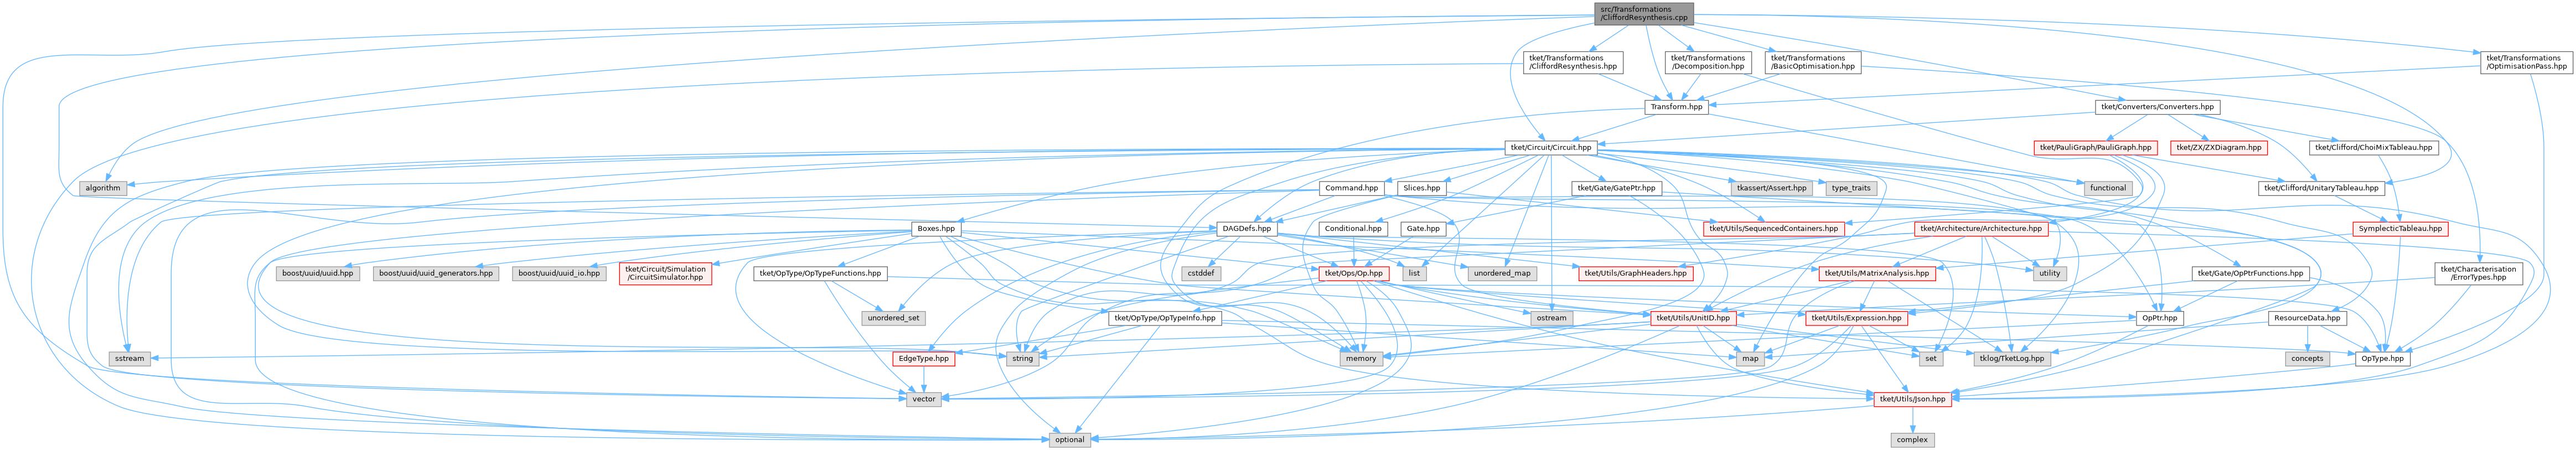 src/Transformations
/CliffordResynthesis.cpp
tket/Transformations
/CliffordResynthesis.hpp
tket/Transformations
/Decomposition.hpp
tket/Transformations
/BasicOptimisation.hpp
tket/Transformations
/OptimisationPass.hpp
Transform.hpp
tket/Converters/Converters.hpp
tket/Circuit/Circuit.hpp
tket/PauliGraph/PauliGraph.hpp
tket/ZX/ZXDiagram.hpp
tket/Clifford/ChoiMixTableau.hpp
algorithm
Command.hpp
Slices.hpp
tket/Gate/GatePtr.hpp
tkassert/Assert.hpp
type_traits
functional
tket/Clifford/UnitaryTableau.hpp
Boxes.hpp
DAGDefs.hpp
Conditional.hpp
Gate.hpp
tket/Utils/SequencedContainers.hpp
tket/Architecture/Architecture.hpp
SymplecticTableau.hpp
boost/uuid/uuid.hpp
boost/uuid/uuid_generators.hpp
boost/uuid/uuid_io.hpp
tket/Circuit/Simulation
/CircuitSimulator.hpp
tket/OpType/OpTypeFunctions.hpp
cstddef
tket/Ops/Op.hpp
list
unordered_map
tket/Utils/GraphHeaders.hpp
tket/Utils/MatrixAnalysis.hpp
utility
tket/Gate/OpPtrFunctions.hpp
tket/Characterisation
/ErrorTypes.hpp
unordered_set
tket/OpType/OpTypeInfo.hpp
ostream
tket/Utils/UnitID.hpp
tket/Utils/Expression.hpp
OpPtr.hpp
ResourceData.hpp
sstream
string
EdgeType.hpp
memory
map
set
tklog/TketLog.hpp
concepts
OpType.hpp
vector
tket/Utils/Json.hpp
optional
complex